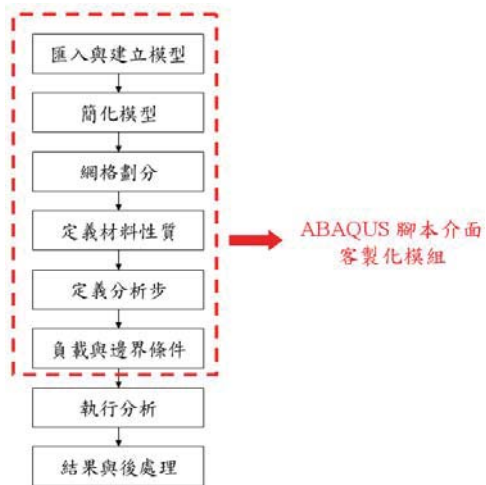 匯入與建立模型
簡化模型
網格劃分
定義材料性質
定義分析步
負載與邊界條件
執行分析
結果與後處理
ABAQUS 腳本介面
客製化模組